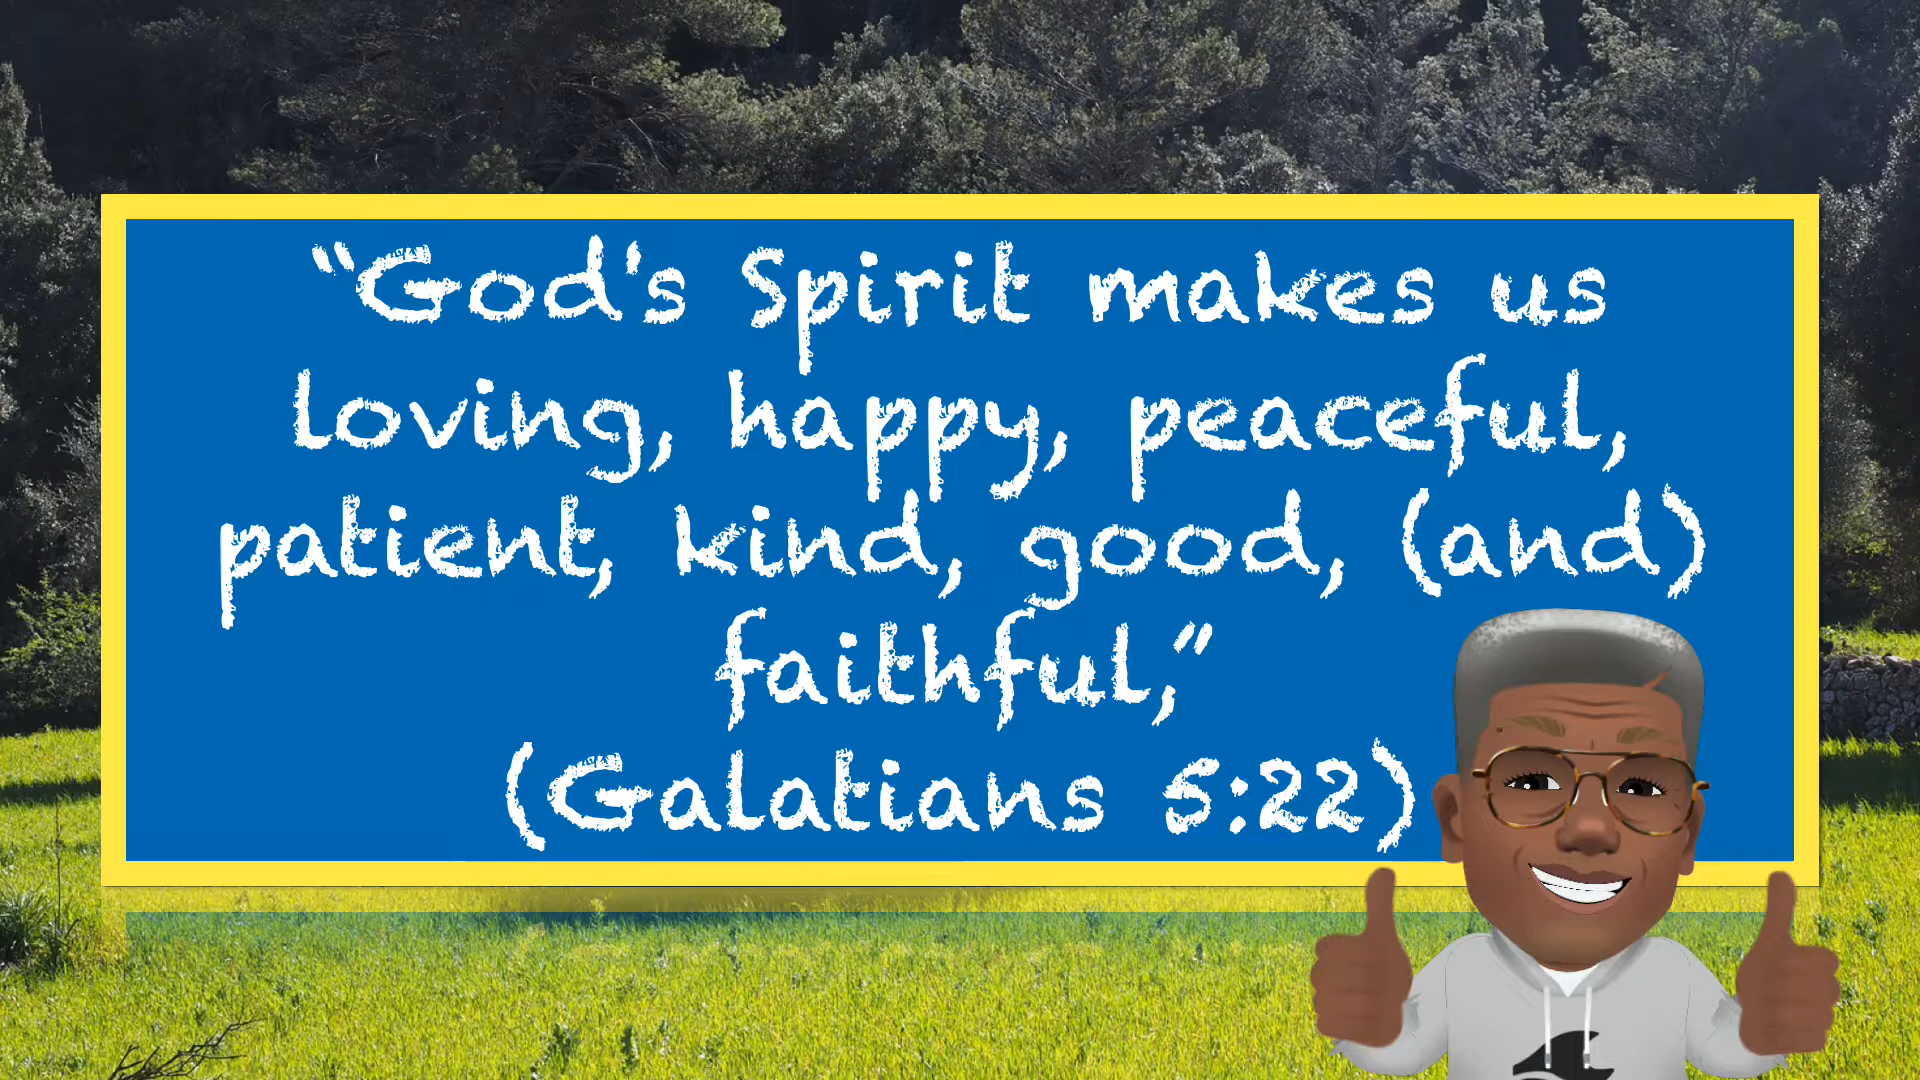 “God's Spirit makes us
loving, happy, peaceful,
patient, kind, good, (and)
faithful,”
(Galatians 5:22)